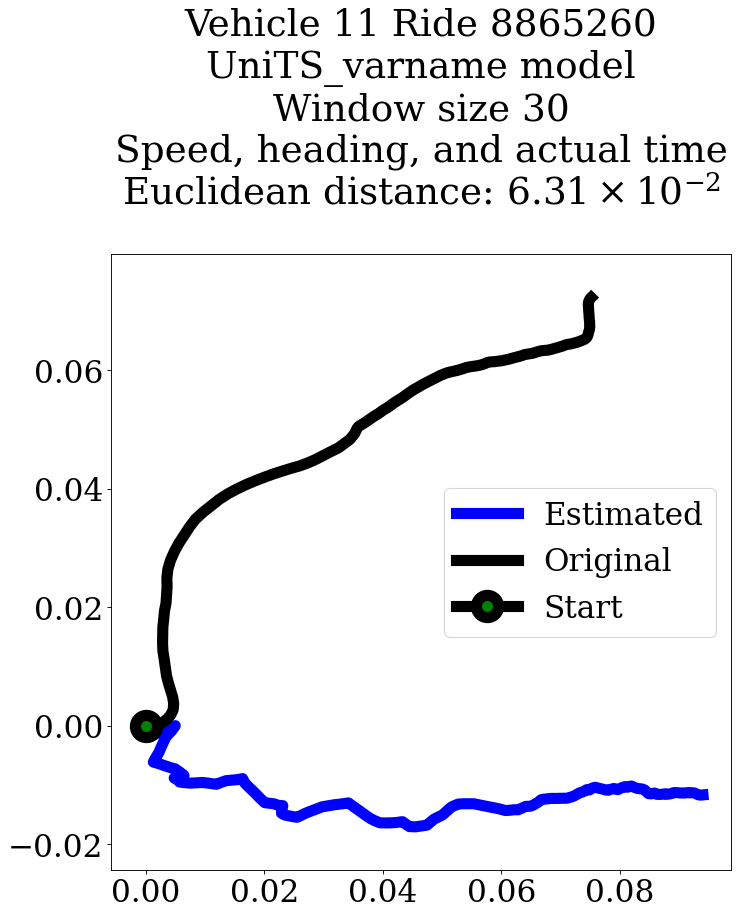 Vehicle 11 Ride 8865260
UniTS_varname model
Window size 30
Speed, heading, and actual time
Euclidean distance: 6.31 × 10⁻²
0.06
0.04
0.02
0.00
−0.02
Estimated
Original
Start
0.00 0.02 0.04 0.06 0.08